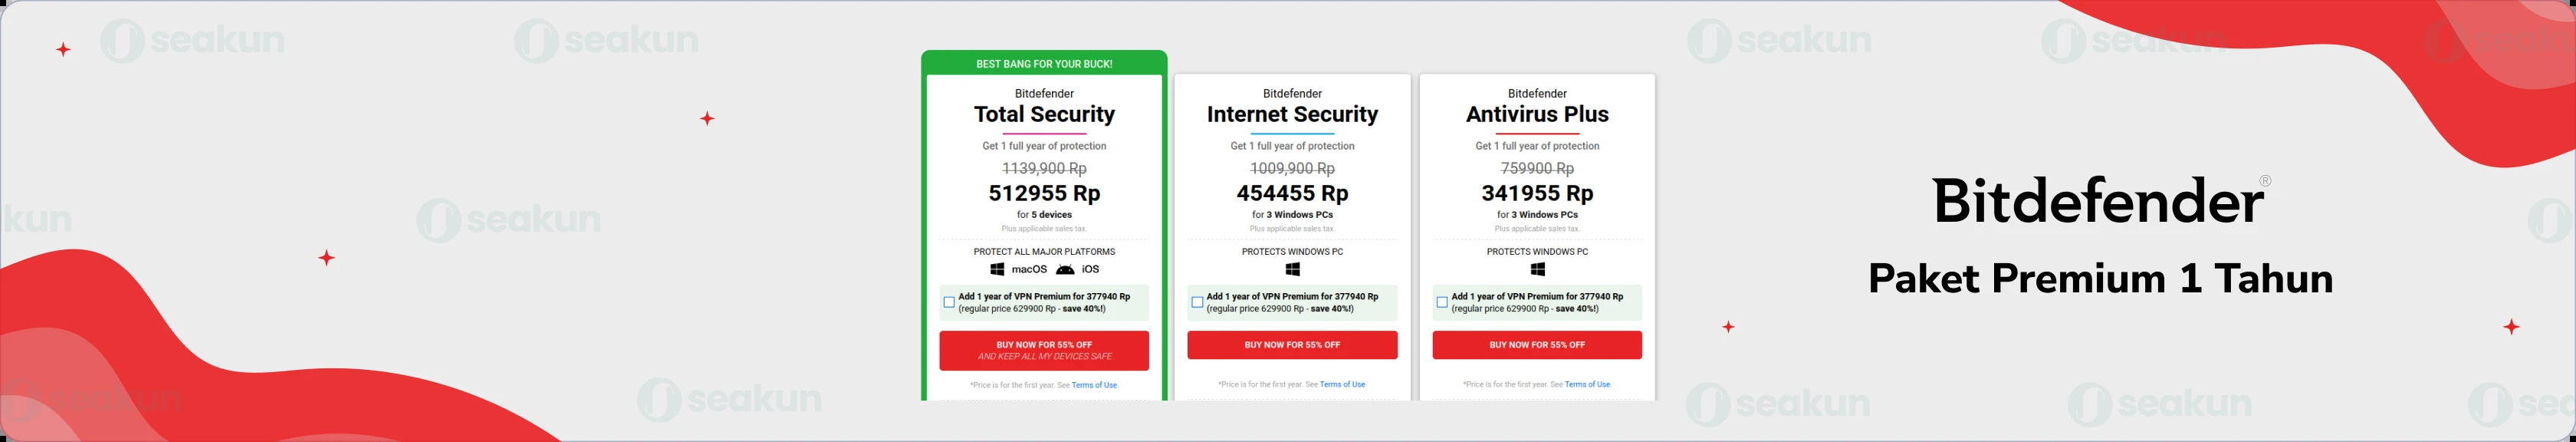 seakun
seakun
seakun
seakun
seakun
BEST BANG FOR YOUR BUCK!
Bitdefender
Total Security
Get 1 full year of protection
1139,900 Rp
512955 Rp
for 5 devices
Plus applicable sales tax.
PROTECT ALL MAJOR PLATFORMS
macOS iOS
Add 1 year of VPN Premium for 377940 Rp
(regular price 629900 Rp - save 40%!)
BUY NOW FOR 55% OFF
AND KEEP ALL MY DEVICES SAFE
*Price is for the first year. See Terms of Use.
Bitdefender
Internet Security
Get 1 full year of protection
1009,900 Rp
454455 Rp
for 3 Windows PCs
Plus applicable sales tax.
PROTECTS WINDOWS PC
Add 1 year of VPN Premium for 377940 Rp
(regular price 629900 Rp - save 40%!)
BUY NOW FOR 55% OFF
*Price is for the first year. See Terms of Use.
Bitdefender
Antivirus Plus
Get 1 full year of protection
759900 Rp
341955 Rp
for 3 Windows PCs
Plus applicable sales tax.
PROTECTS WINDOWS PC
Add 1 year of VPN Premium for 377940 Rp
(regular price 629900 Rp - save 40%!)
BUY NOW FOR 55% OFF
*Price is for the first year. See Terms of Use.
Bitdefender®
Paket Premium 1 Tahun
kun
seakun
seakun
seakun
seakun
seakun
sea